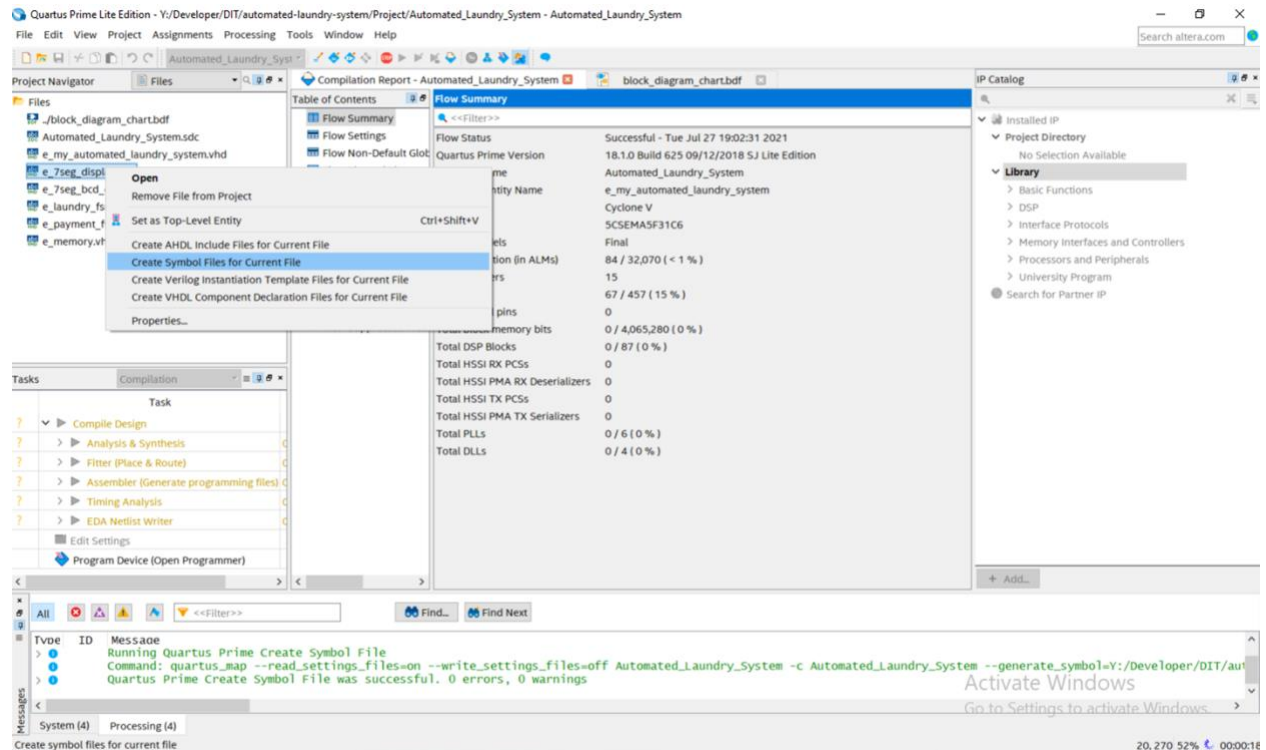 Quartus Prime Lite Edition - Y:/Developer/DIT/automated-laundry-system/Project/Automated_Laundry_System - Automated_Laundry_System
File Edit View Project Assignments Processing Tools Window Help
Search altera.com
Automated_Laundry_Sys
Project Navigator
Files
Files
../block_diagram_chart.bdf
Automated_Laundry_System.sdc
e_my_automated_laundry_system.vhd
e_7seg_displ
e_7seg_bcd_
e_laundry_fs
e_payment_f
e_memory.vh
Open
Remove File from Project
Set as Top-Level Entity Ctrl+Shift+V
Create AHDL Include Files for Current File
Create Symbol Files for Current File
Create Verilog Instantiation Template Files for Current File
Create VHDL Component Declaration Files for Current File
Properties...
Compilation Report - Automated_Laundry_System
block_diagram_chart.bdf
Table of Contents
Flow Summary
Flow Settings
Flow Non-Default Glob
Flow Summary
<<Filter>>
Flow Status Successful - Tue Jul 27 19:02:31 2021
Quartus Prime Version 18.1.0 Build 625 09/12/2018 SJ Lite Edition
me Automated_Laundry_System
ntity Name e_my_automated_laundry_system
Cyclone V
5CSEMA5F31C6
els Final
tion (in ALMs) 84 / 32,070 ( < 1 % )
ers 15
67 / 457 ( 15 % )
pins 0
memory bits 0 / 4,065,280 ( 0 % )
Total DSP Blocks 0 / 87 ( 0 % )
Total HSSI RX PCSs 0
Total HSSI PMA RX Deserializers 0
Total HSSI TX PCSs 0
Total HSSI PMA TX Serializers 0
Total PLLs 0 / 6 ( 0 % )
Total DLLs 0 / 4 ( 0 % )
IP Catalog
Installed IP
Project Directory
No Selection Available
Library
Basic Functions
DSP
Interface Protocols
Memory Interfaces and Controllers
Processors and Peripherals
University Program
Search for Partner IP
+ Add...
Tasks
Compilation
Task
Compile Design
Analysis & Synthesis
Fitter (Place & Route)
Assembler (Generate programming files)
Timing Analysis
EDA Netlist Writer
Edit Settings
Program Device (Open Programmer)
All
<<Filter>>
Find...
Find Next
Type ID Message
Running Quartus Prime Create Symbol File
Command: quartus_map --read_settings_files=on --write_settings_files=off Automated_Laundry_System -c Automated_Laundry_System --generate_symbol=Y:/Developer/DIT/aut
Quartus Prime Create Symbol File was successful. 0 errors, 0 warnings
Activate Windows
Go to Settings to activate Windows.
Messages
System (4)
Processing (4)
Create symbol files for current file
20, 270 52% 00:00:18